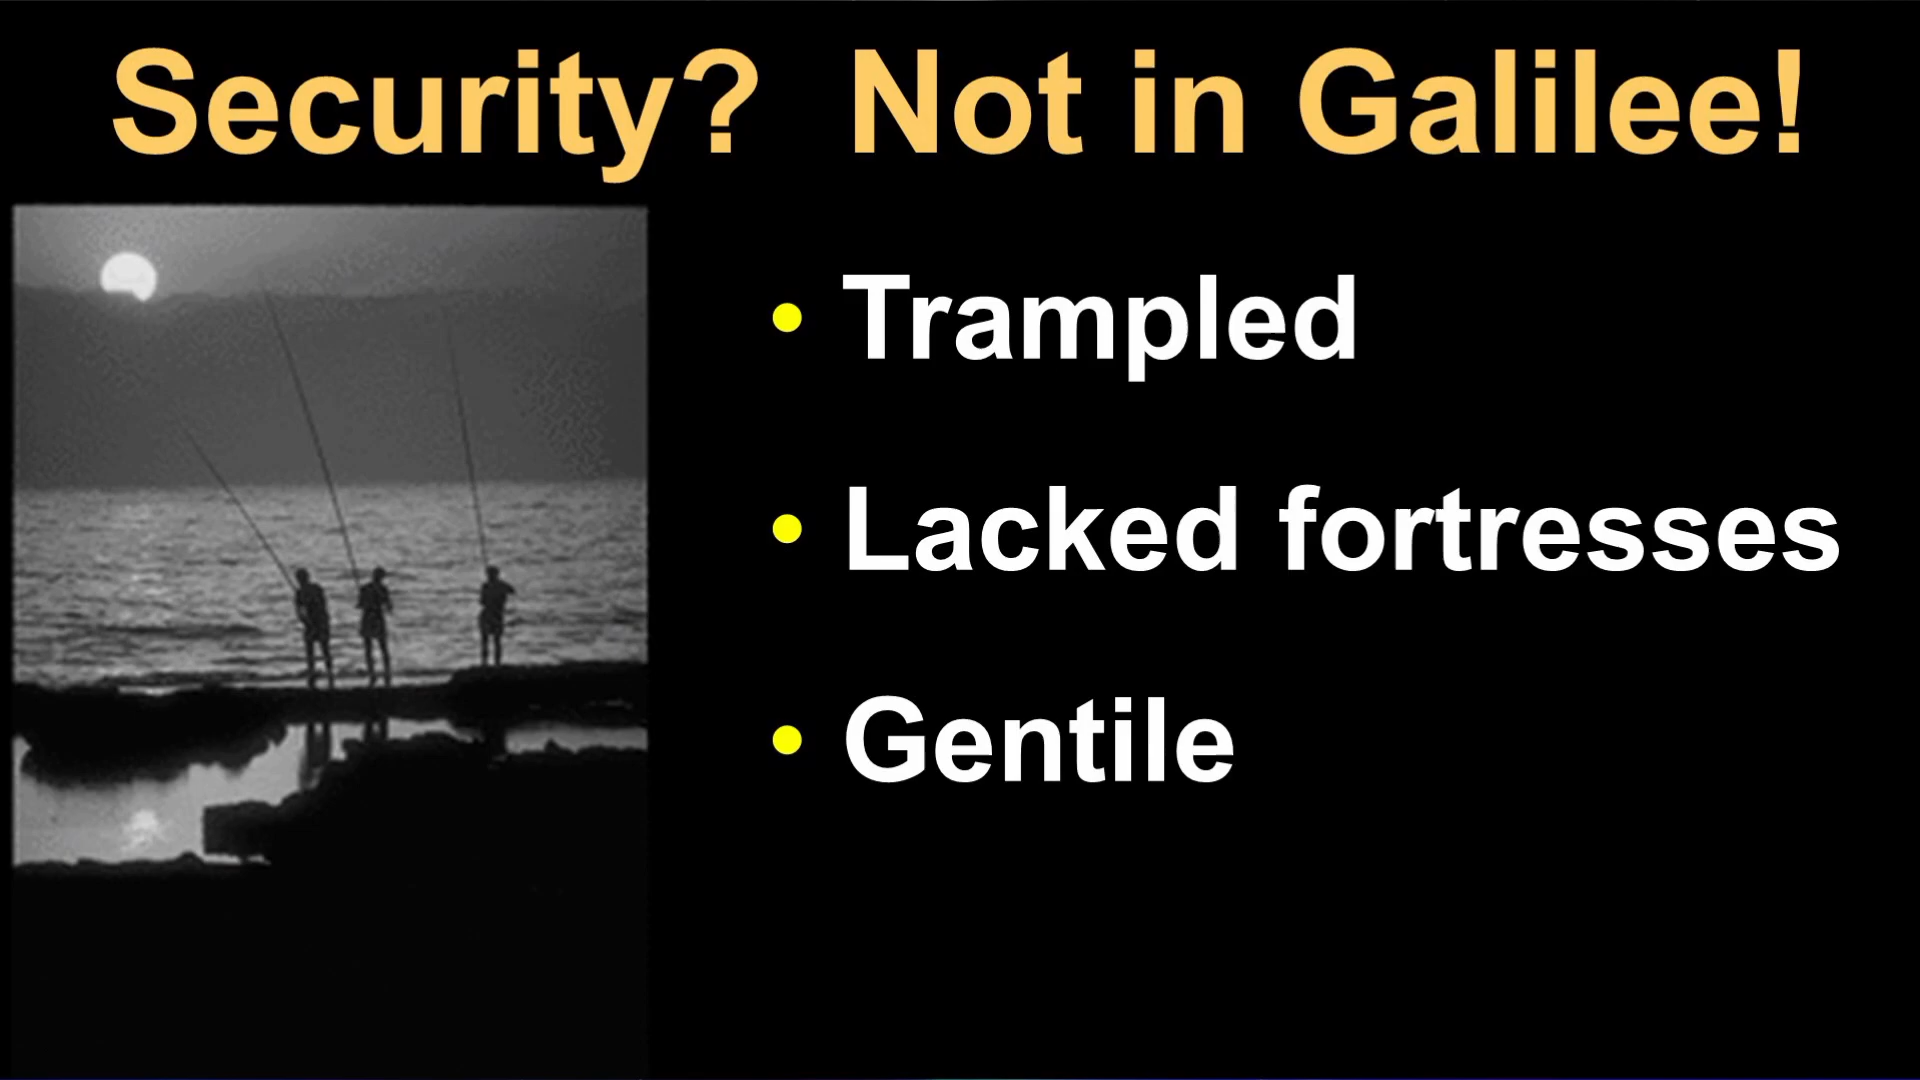 Security?  Not in Galilee!
• Trampled
• Lacked fortresses
• Gentile